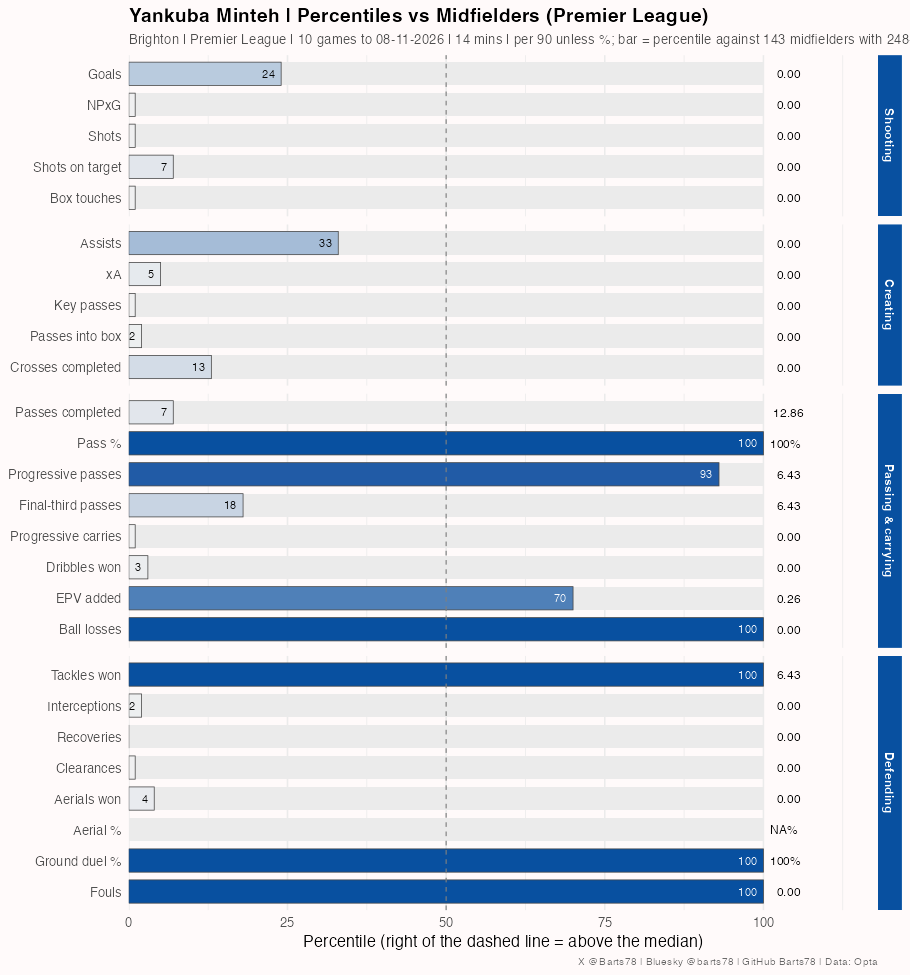 Yankuba Minteh | Percentiles vs Midfielders (Premier League)
Brighton | Premier League | 10 games to 08-11-2026 | 14 mins | per 90 unless %; bar = percentile against 143 midfielders with 248
Goals 24 0.00
NPxG 0.00
Shots 0.00
Shots on target 7 0.00
Box touches 0.00
Shooting
Assists 33 0.00
xA 5 0.00
Key passes 0.00
Passes into box 2 0.00
Crosses completed 13 0.00
Creating
Passes completed 7 12.86
Pass % 100 100%
Progressive passes 93 6.43
Final-third passes 18 6.43
Progressive carries 0.00
Dribbles won 3 0.00
EPV added 70 0.26
Ball losses 100 0.00
Passing & carrying
Tackles won 100 6.43
Interceptions 2 0.00
Recoveries 0.00
Clearances 0.00
Aerials won 4 0.00
Aerial % NA%
Ground duel % 100 100%
Fouls 100 0.00
Defending
0 25 50 75 100
Percentile (right of the dashed line = above the median)
X @Barts78 | Bluesky @barts78 | GitHub Barts78 | Data: Opta